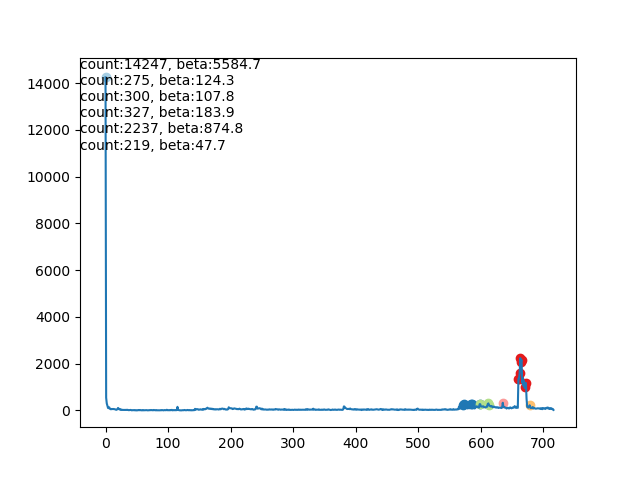 count:14247, beta:5584.7
count:275, beta:124.3
count:300, beta:107.8
count:327, beta:183.9
count:2237, beta:874.8
count:219, beta:47.7
14000
12000
10000
8000
6000
4000
2000
0
0 100 200 300 400 500 600 700